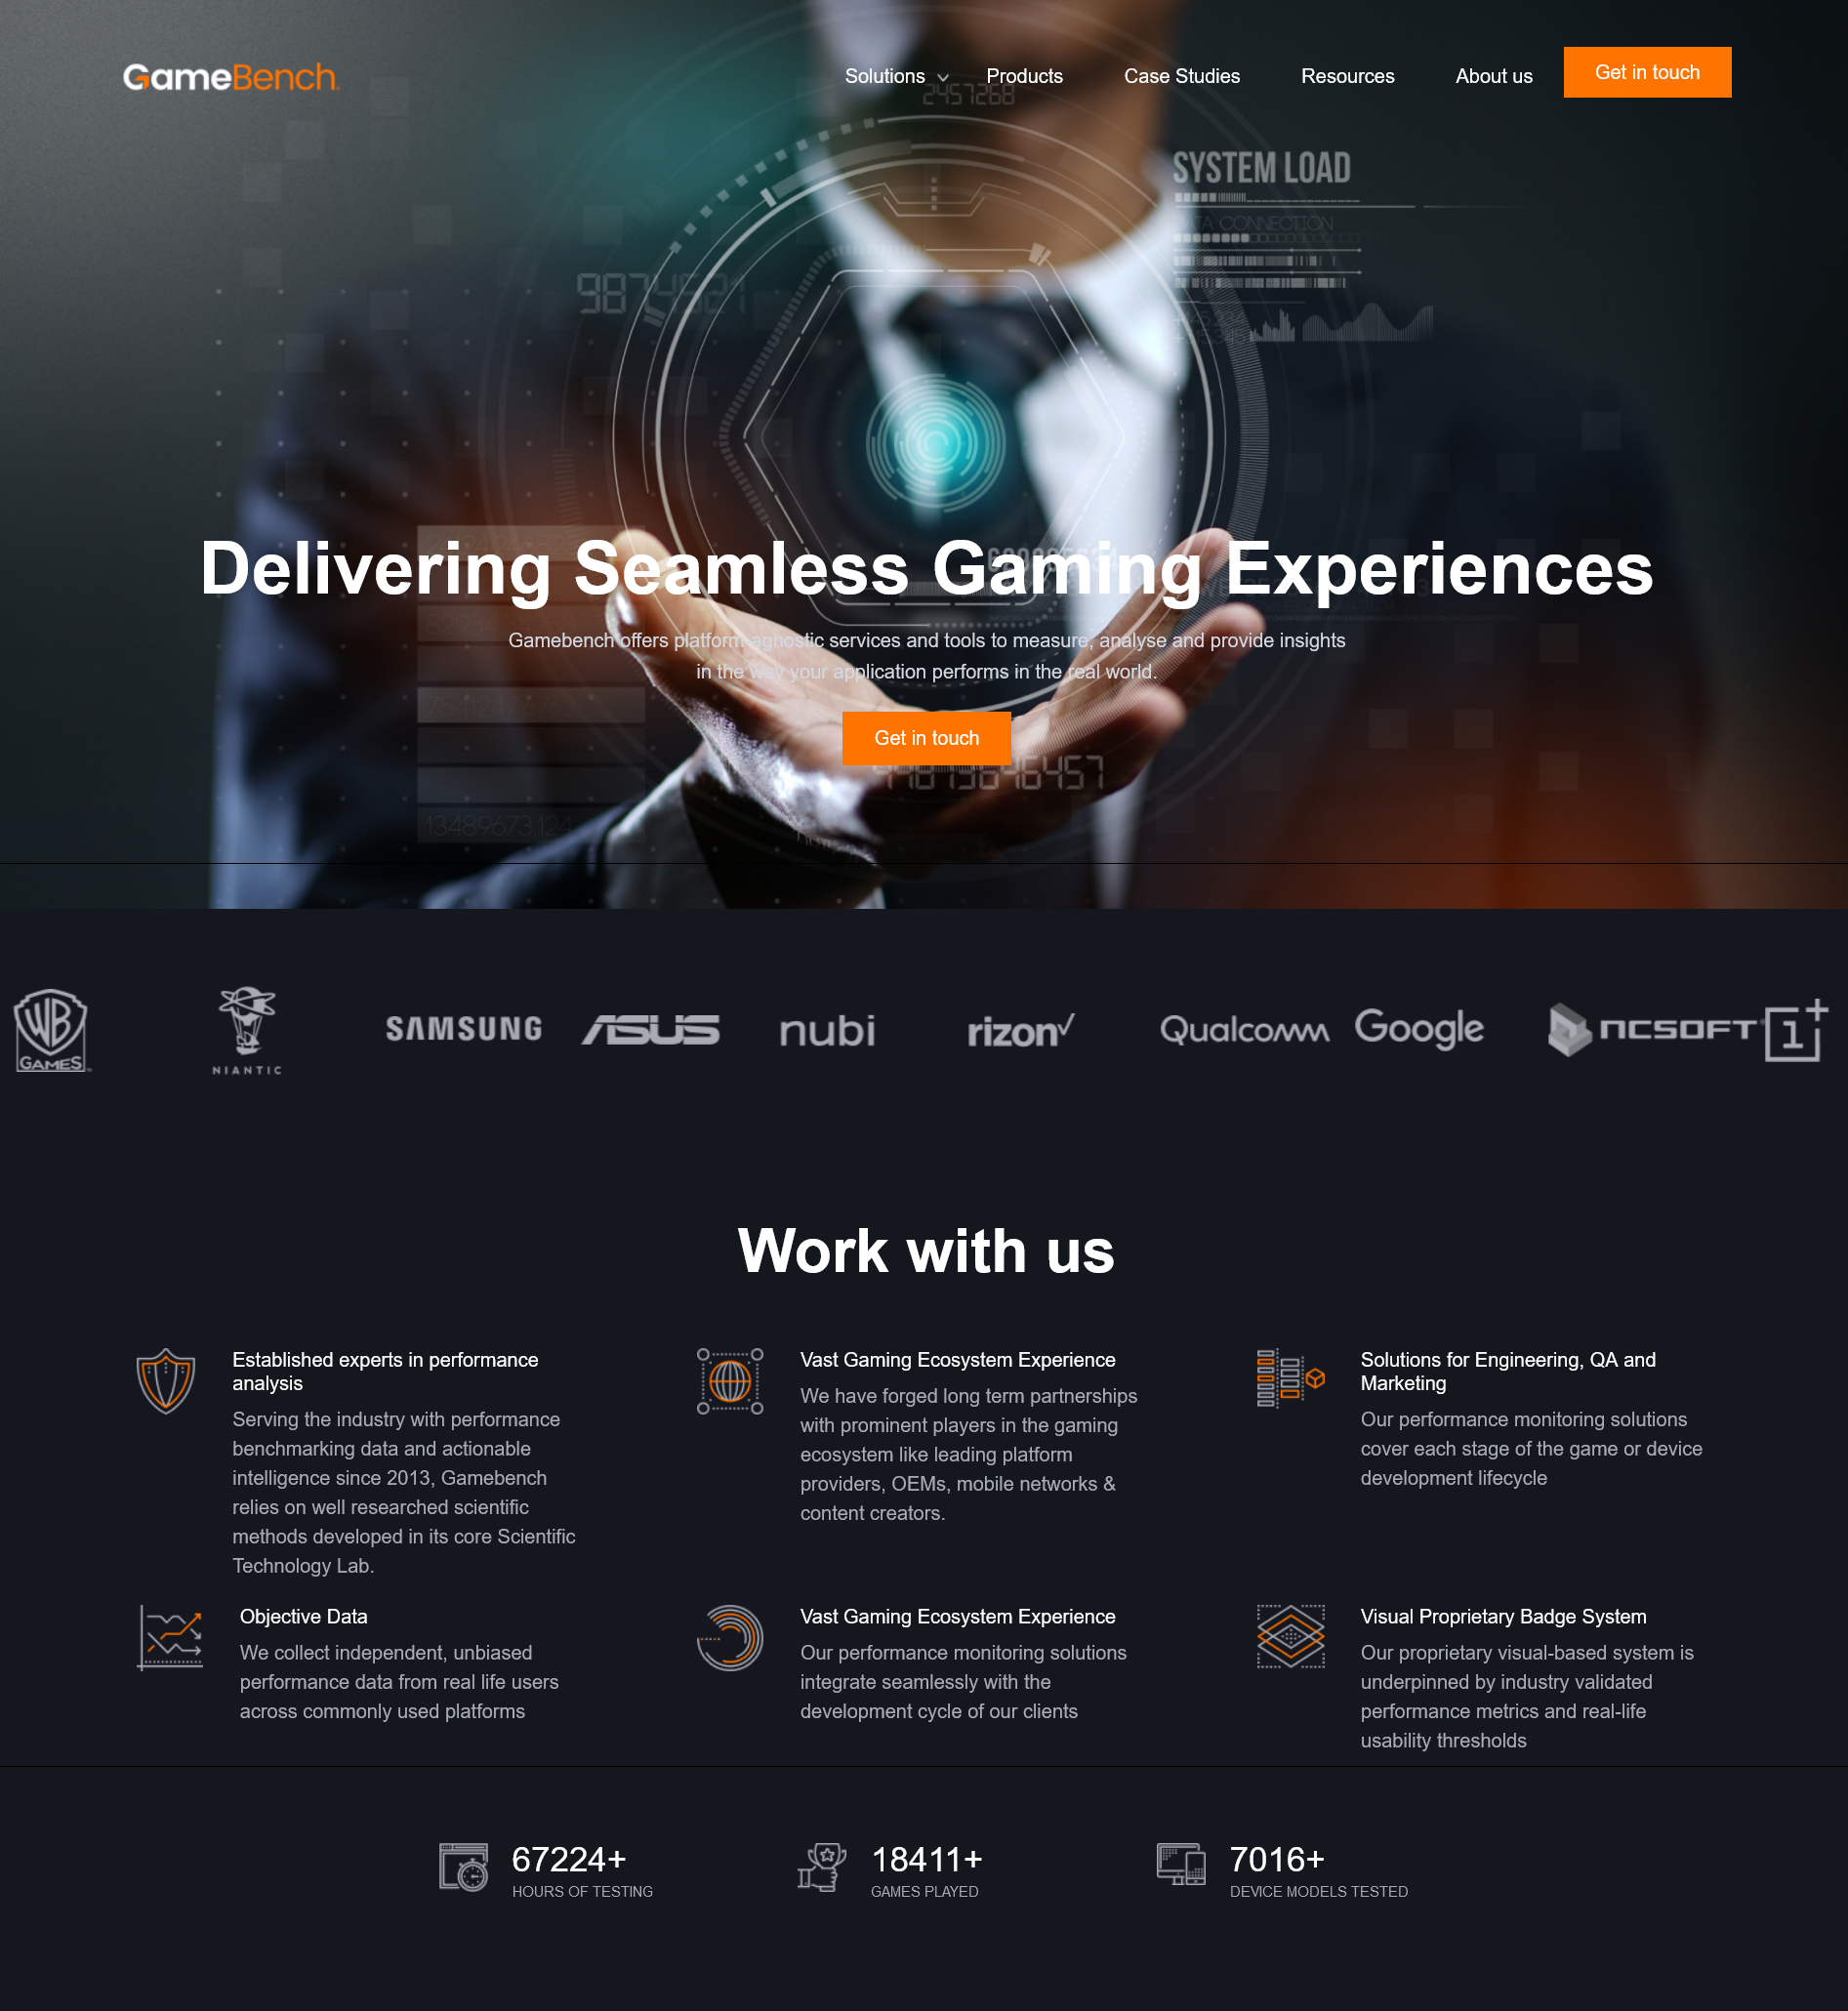 GameBench
Solutions
Products
Case Studies
Resources
About us
Get in touch
2457268
SYSTEM LOAD
DATA CONNECTION
98744521
Delivering Seamless Gaming Experiences
Gamebench offers platform-agnostic services and tools to measure, analyse and provide insights
in the way your application performs in the real world.
Get in touch
13489673,124
WB
GAMES
NIANTIC
SAMSUNG
ASUS
nubi
rizon
Qualcomm
Google
NCSOFT
1+
Work with us
Established experts in performance
analysis
Serving the industry with performance
benchmarking data and actionable
intelligence since 2013, Gamebench
relies on well researched scientific
methods developed in its core Scientific
Technology Lab.
Vast Gaming Ecosystem Experience
We have forged long term partnerships
with prominent players in the gaming
ecosystem like leading platform
providers, OEMs, mobile networks &
content creators.
Solutions for Engineering, QA and
Marketing
Our performance monitoring solutions
cover each stage of the game or device
development lifecycle
Objective Data
We collect independent, unbiased
performance data from real life users
across commonly used platforms
Vast Gaming Ecosystem Experience
Our performance monitoring solutions
integrate seamlessly with the
development cycle of our clients
Visual Proprietary Badge System
Our proprietary visual-based system is
underpinned by industry validated
performance metrics and real-life
usability thresholds
67224+
HOURS OF TESTING
18411+
GAMES PLAYED
7016+
DEVICE MODELS TESTED